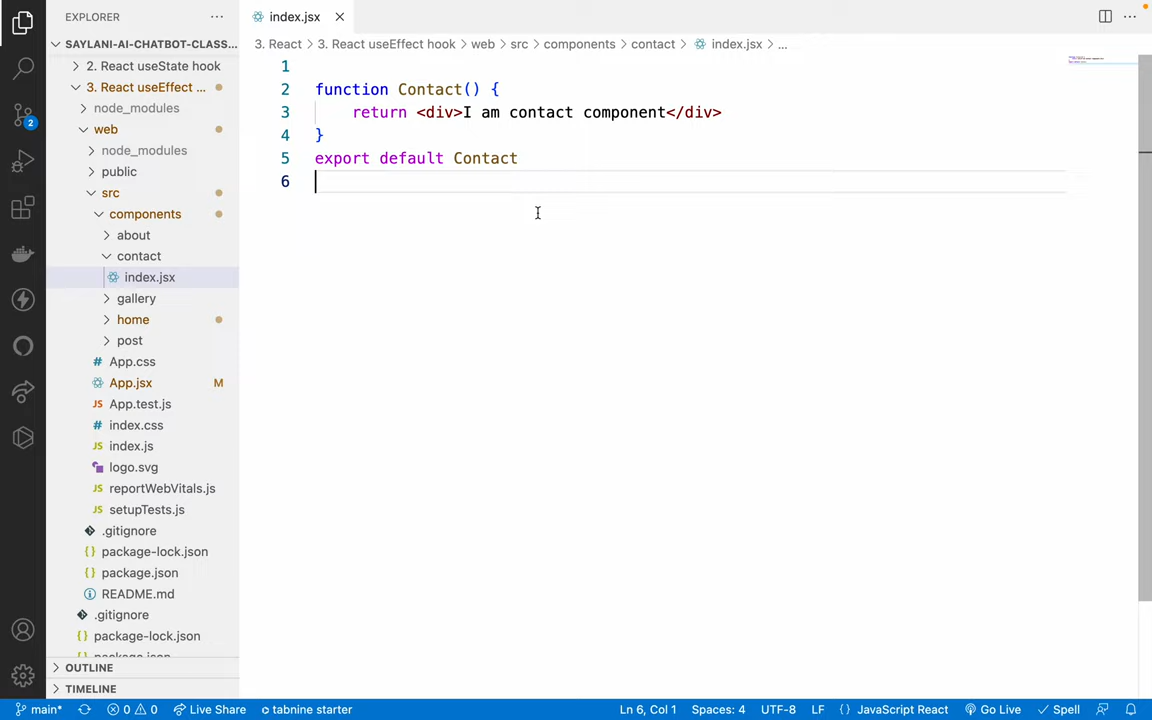 EXPLORER
SAYLANI-AI-CHATBOT-CLASS...
2. React useState hook
3. React useEffect ...
node_modules
web
node_modules
public
src
components
about
contact
index.jsx
gallery
home
post
App.css
App.jsx M
App.test.js
index.css
index.js
logo.svg
reportWebVitals.js
setupTests.js
.gitignore
package-lock.json
package.json
README.md
.gitignore
package-lock.json
package.json
OUTLINE
TIMELINE
2
index.jsx
3. React > 3. React useEffect hook > web > src > components > contact > index.jsx > ...
1
2 function Contact() {
3 return <div>I am contact component</div>
4 }
5 export default Contact
6
main* 0 0 Live Share tabnine starter Ln 6, Col 1 Spaces: 4 UTF-8 LF {} JavaScript React Go Live Spell